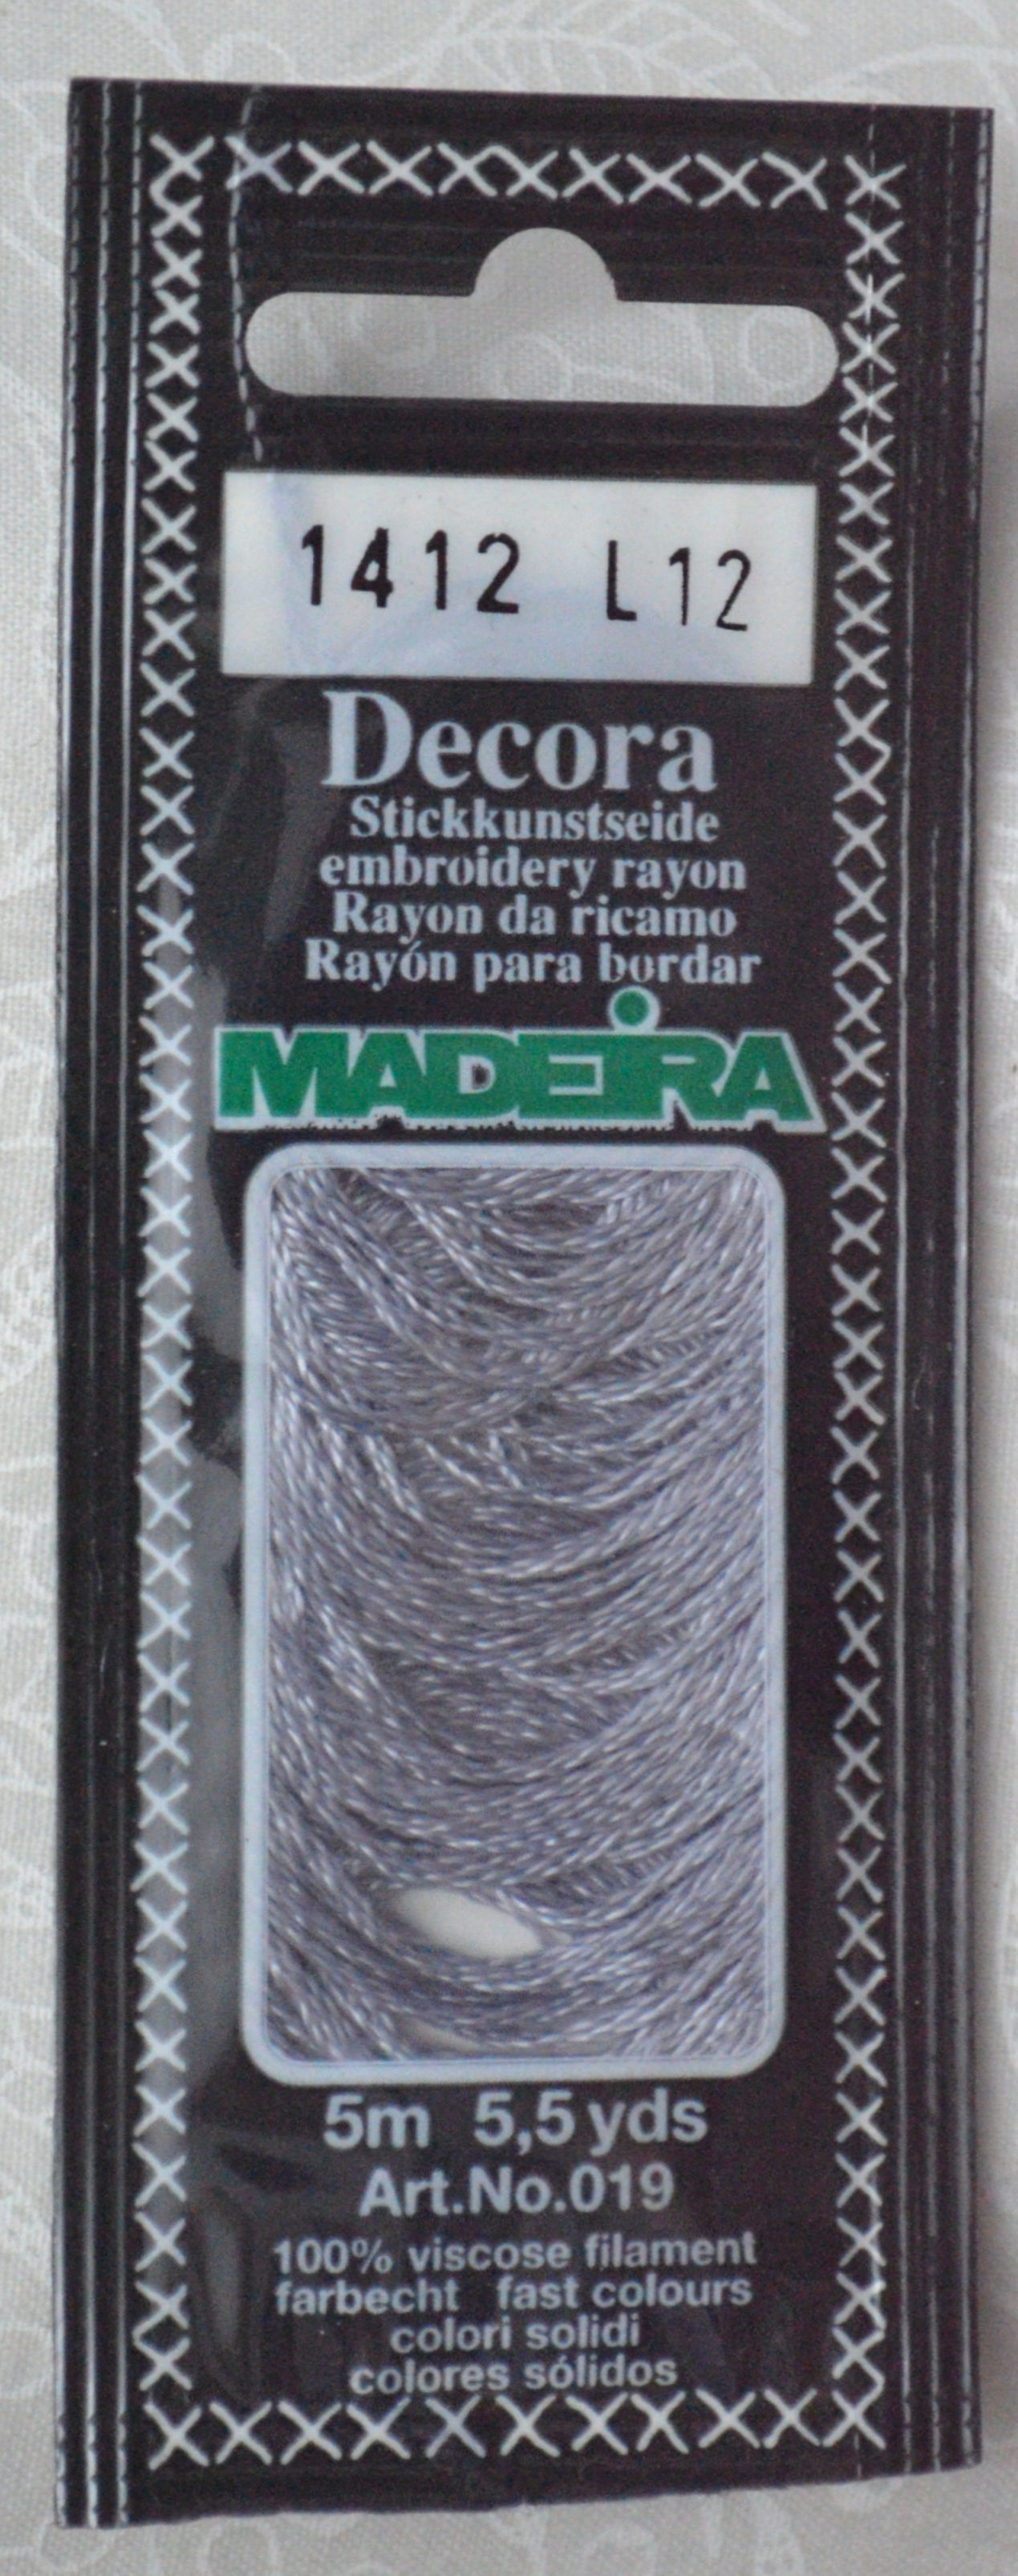 1412 L12
Decora
Stickkunstseide
embroidery rayon
Rayon da ricamo
Rayón para bordar
MADEIRA
5m 5,5 yds
Art.No.019
100% viscose filament
farbecht fast colours
colori solidi
colores sólidos